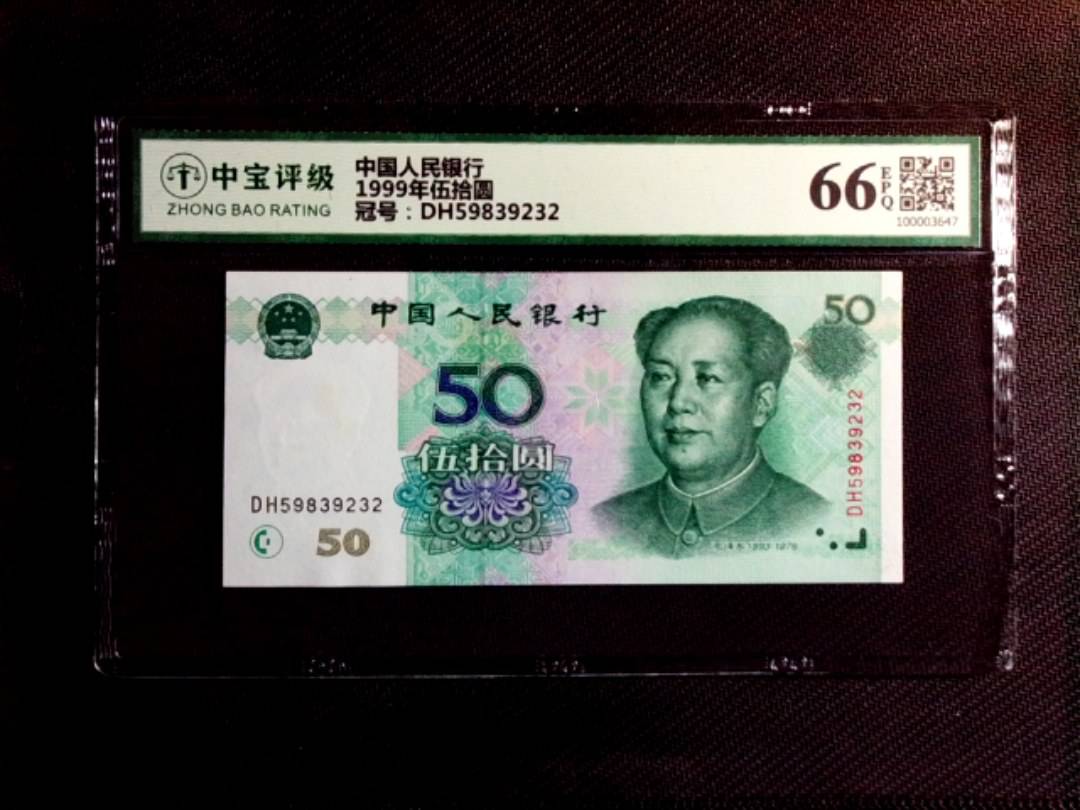 中宝评级
ZHONG BAO RATING
中国人民银行
1999年伍拾圆
冠号：DH59839232
66
EPQ
100003647
中国人民银行
50
50
伍拾圆
DH59839232
DH59839232
50